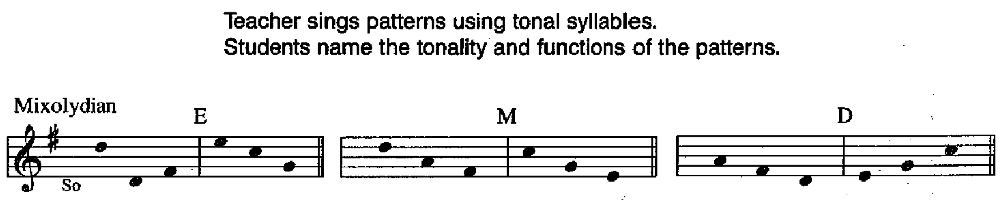 Teacher sings patterns using tonal syllables.
Students name the tonality and functions of the patterns.
Mixolydian
E
M
D
So